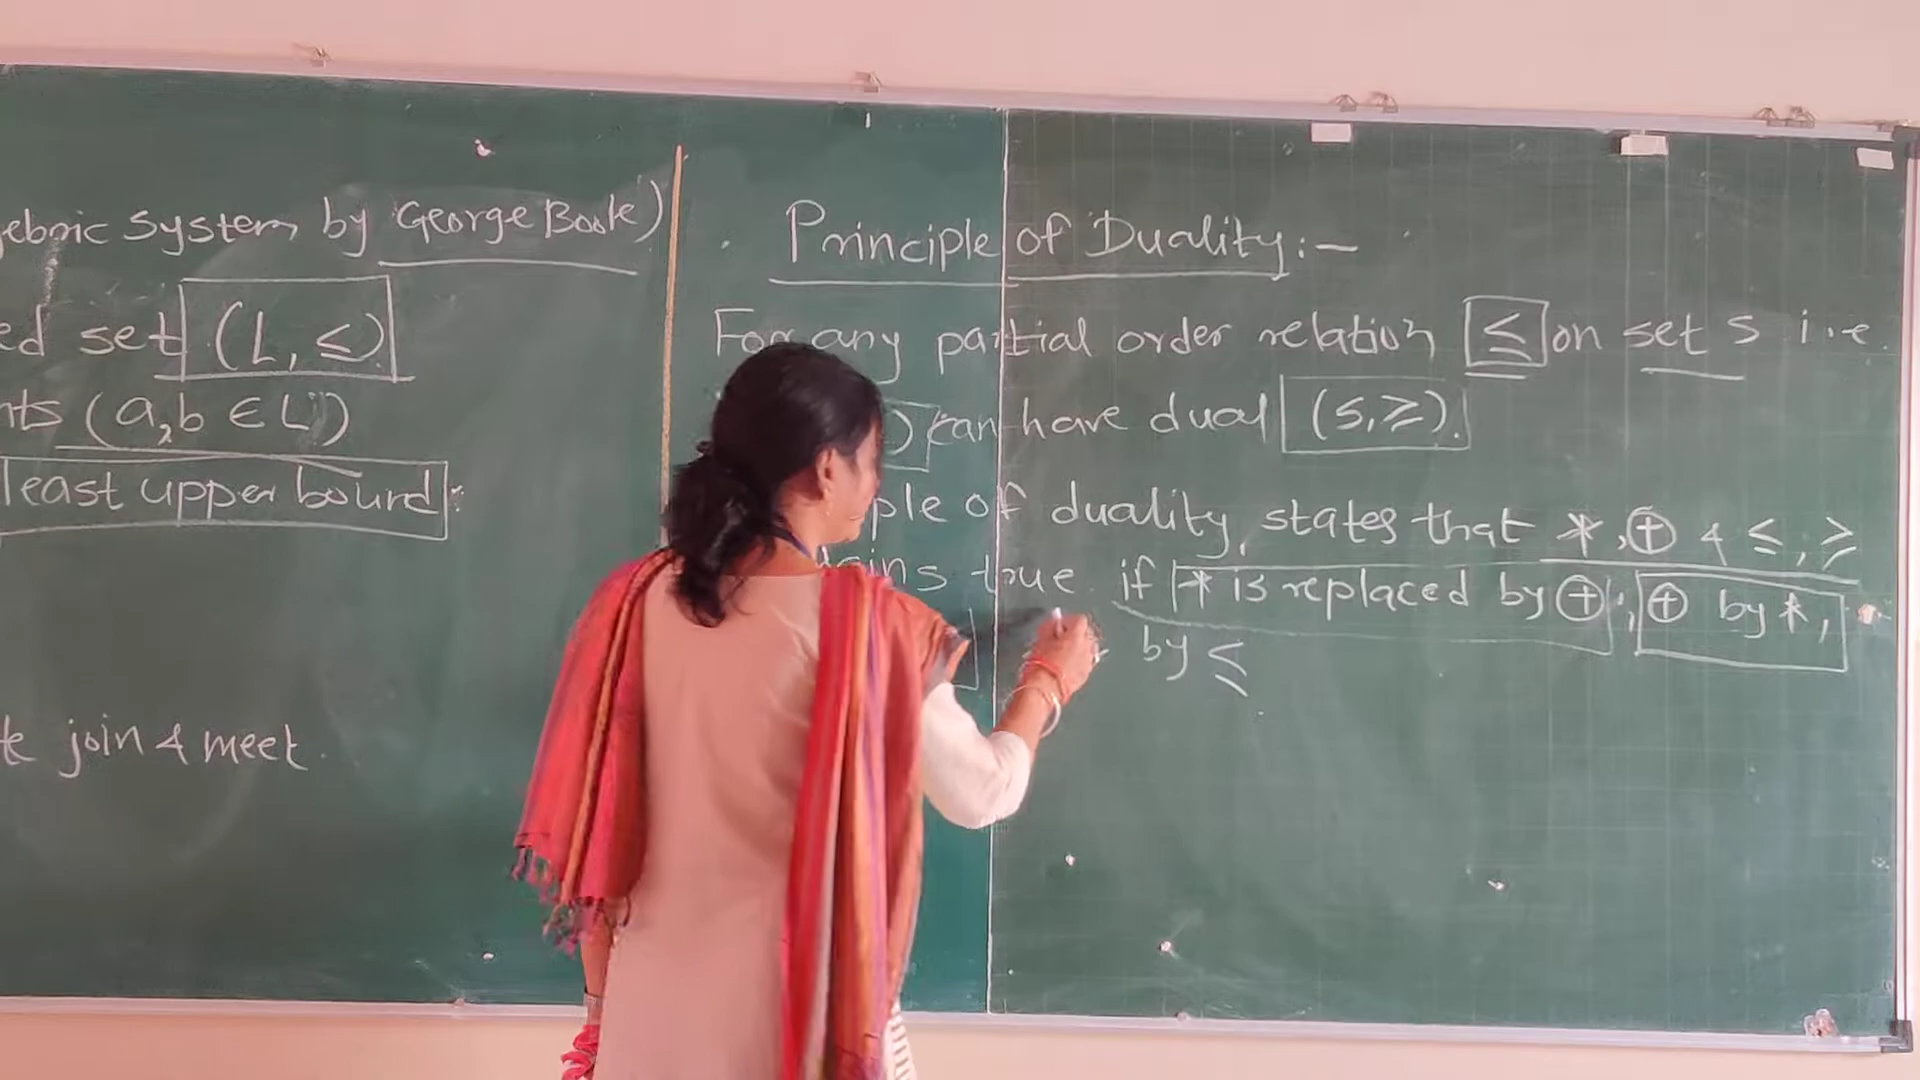 ebraic System by George Boole)
ed set (L, ≤)
nts (a, b ∈ L)
least upper bound :
te join & meet .
Principle of Duality :-
For any partial order relation ≤ on set S i.e.
) can have dual (S, ≥).
ple of duality, states that *, ⊕ & ≤, ≥
ains true if * is replaced by ⊕, ⊕ by *,
by ≤